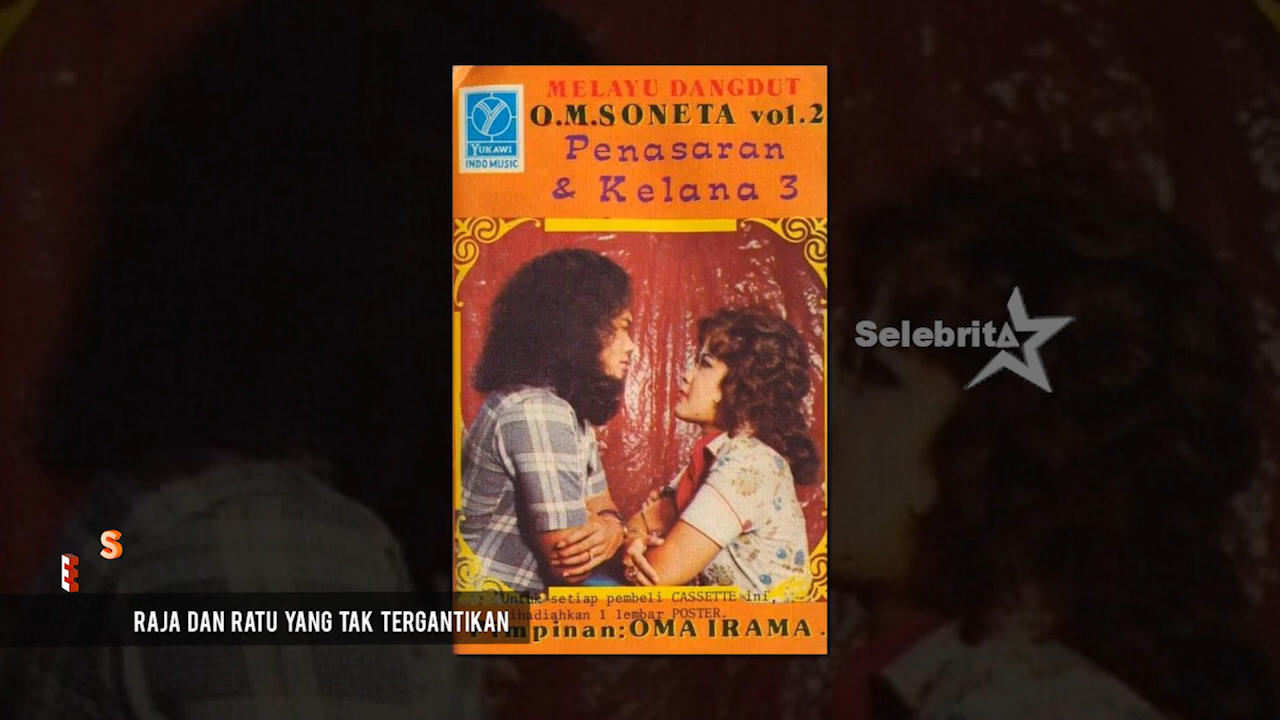 MELAYU DANGDUT
O.M.SONETA vol.2
YUKAWI
INDO MUSIC
Penasaran
& Kelana 3
Selebrita
S
E
Untuk setiap pembeli CASSETTE ini,
dihadiahkan 1 lembar POSTER.
RAJA DAN RATU YANG TAK TERGANTIKAN
Pimpinan: OMA IRAMA.